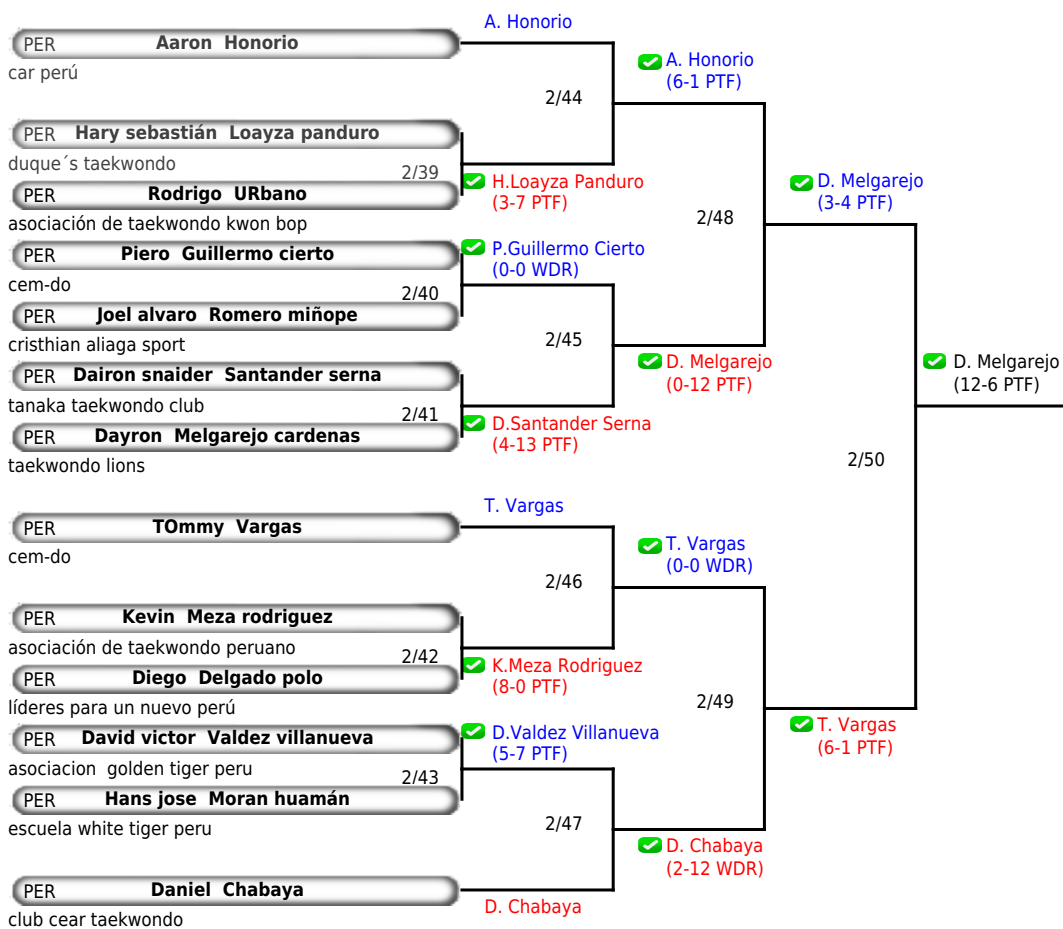 A. Honorio
PER Aaron Honorio
car perú
A. Honorio
(6-1 PTF)
2/44
PER Hary sebastián Loayza panduro
duque´s taekwondo
2/39
H.Loayza Panduro
(3-7 PTF)
D. Melgarejo
(3-4 PTF)
PER Rodrigo URbano
asociación de taekwondo kwon bop
2/48
PER Piero Guillermo cierto
P.Guillermo Cierto
(0-0 WDR)
cem-do
2/40
PER Joel alvaro Romero miñope
cristhian aliaga sport
2/45
D. Melgarejo
(0-12 PTF)
D. Melgarejo
(12-6 PTF)
PER Dairon snaider Santander serna
tanaka taekwondo club
2/41
D.Santander Serna
(4-13 PTF)
PER Dayron Melgarejo cardenas
taekwondo lions
2/50
T. Vargas
PER TOmmy Vargas
cem-do
T. Vargas
(0-0 WDR)
2/46
PER Kevin Meza rodriguez
asociación de taekwondo peruano
2/42
K.Meza Rodriguez
(8-0 PTF)
PER Diego Delgado polo
líderes para un nuevo perú
2/49
PER David victor Valdez villanueva
D.Valdez Villanueva
(5-7 PTF)
T. Vargas
(6-1 PTF)
asociacion golden tiger peru
2/43
PER Hans jose Moran huamán
escuela white tiger peru
2/47
D. Chabaya
(2-12 WDR)
PER Daniel Chabaya
D. Chabaya
club cear taekwondo